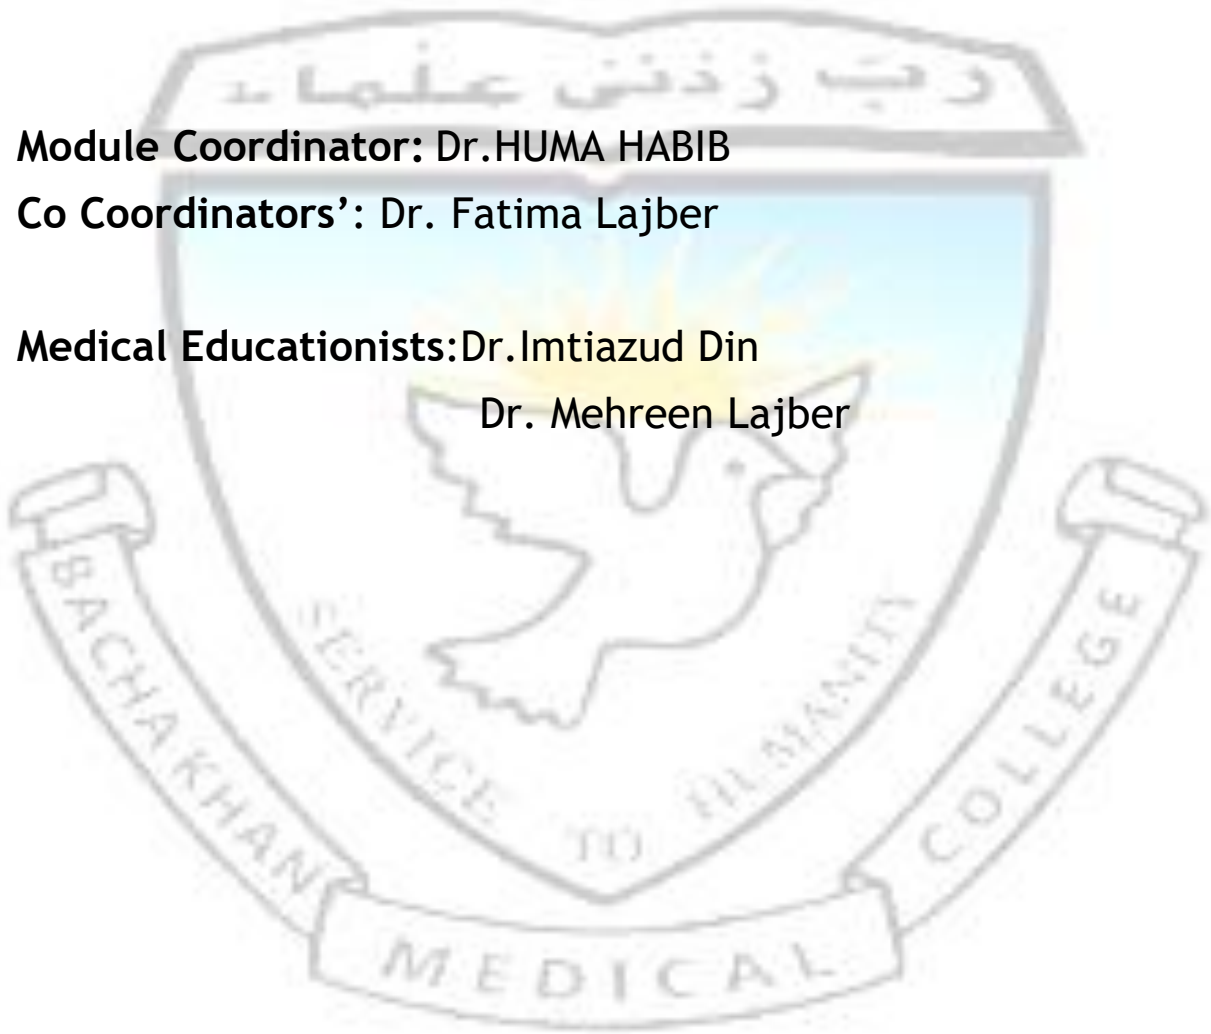 رب زدنی علما
Module Coordinator: Dr.HUMA HABIB
Co Coordinators’: Dr. Fatima Lajber
Medical Educationists:Dr.Imtiazud Din
Dr. Mehreen Lajber
SERVICE TO HUMANITY
BACHA KHAN MEDICAL COLLEGE